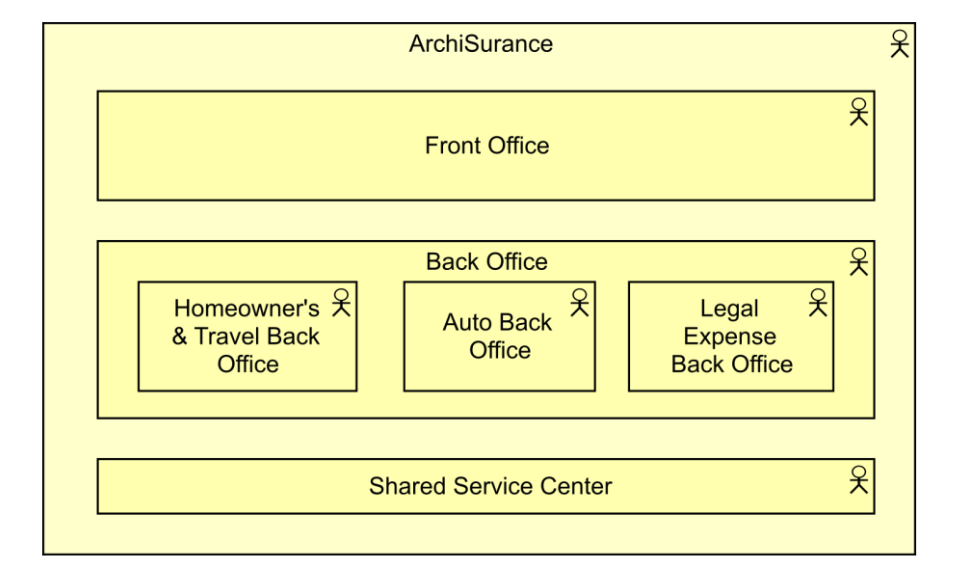 ArchiSurance
Front Office
Back Office
Homeowner's
& Travel Back
Office
Auto Back
Office
Legal
Expense
Back Office
Shared Service Center